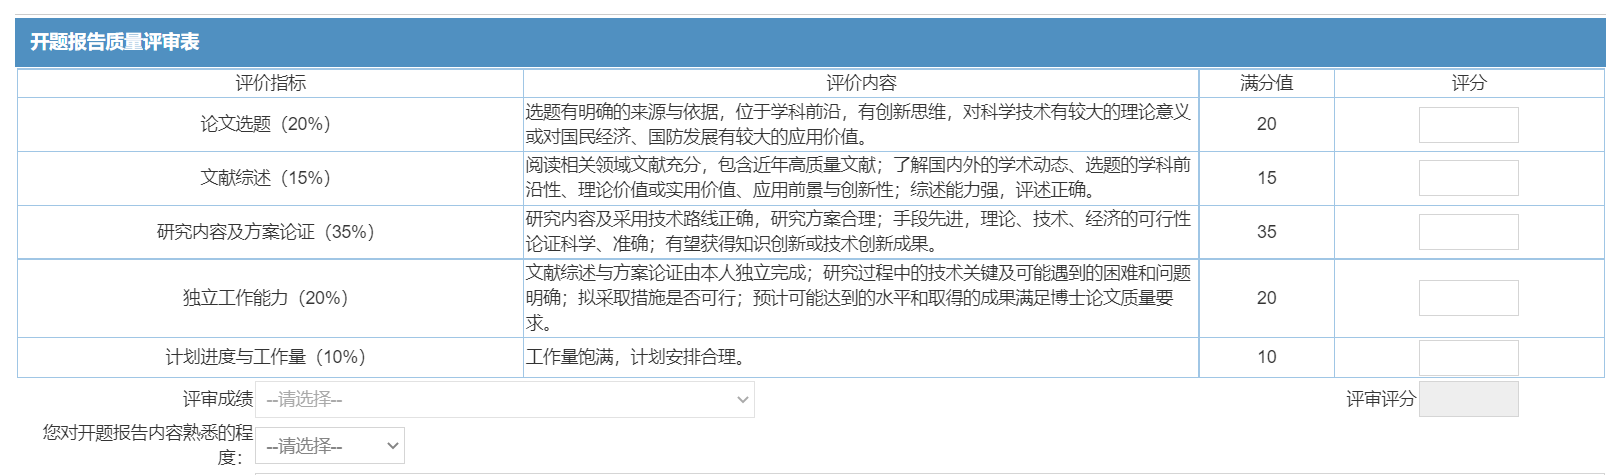 开题报告质量评审表
评价指标 评价内容 满分值 评分
论文选题（20%）
选题有明确的来源与依据，位于学科前沿，有创新思维，对科学技术有较大的理论意义
或对国民经济、国防发展有较大的应用价值。
20
文献综述（15%）
阅读相关领域文献充分，包含近年高质量文献；了解国内外的学术动态、选题的学科前
沿性、理论价值或实用价值、应用前景与创新性；综述能力强，评述正确。
15
研究内容及方案论证（35%）
研究内容及采用技术路线正确，研究方案合理；手段先进，理论、技术、经济的可行性
论证科学、准确；有望获得知识创新或技术创新成果。
35
独立工作能力（20%）
文献综述与方案论证由本人独立完成；研究过程中的技术关键及可能遇到的困难和问题
明确；拟采取措施是否可行；预计可能达到的水平和取得的成果满足博士论文质量要
求。
20
计划进度与工作量（10%）
工作量饱满，计划安排合理。
10
评审成绩 --请选择-- 评审评分
您对开题报告内容熟悉的程
度： --请选择--